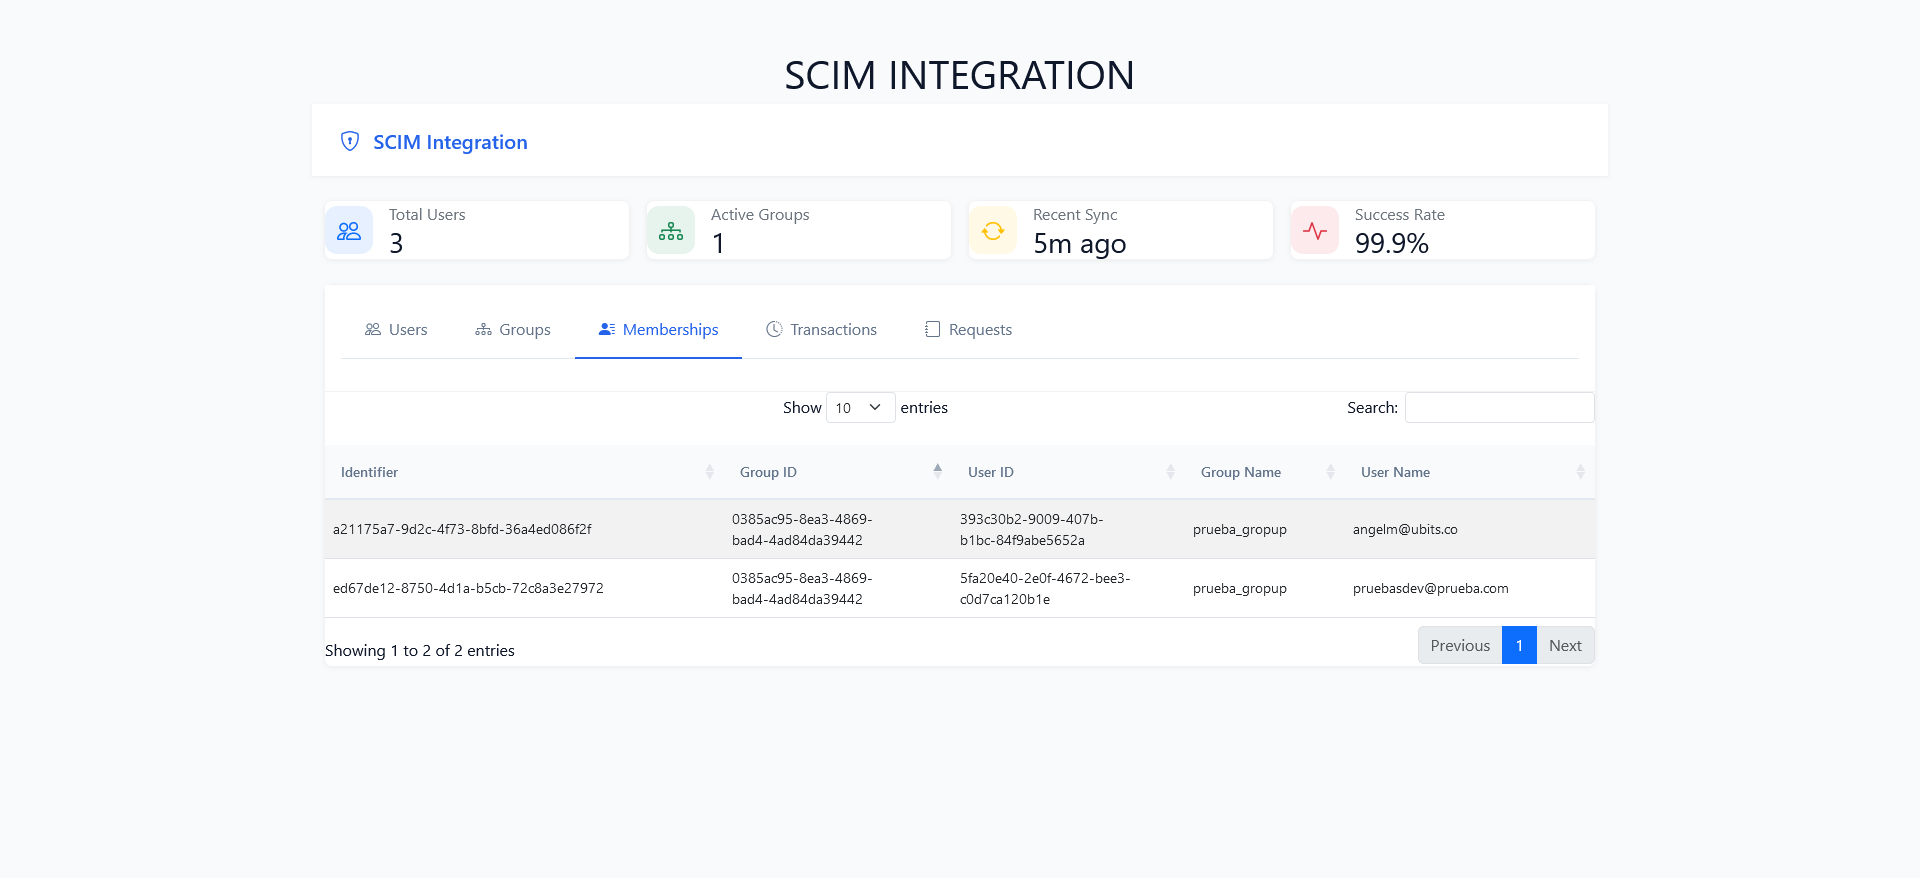 SCIM INTEGRATION
SCIM Integration
Total Users
3
Active Groups
1
Recent Sync
5m ago
Success Rate
99.9%
Users Groups Memberships Transactions Requests
Show 10 entries Search:
Identifier Group ID User ID Group Name User Name
a21175a7-9d2c-4f73-8bfd-36a4ed086f2f 0385ac95-8ea3-4869- 393c30b2-9009-407b- prueba_gropup angelm@ubits.co
bad4-4ad84da39442 b1bc-84f9abe5652a
ed67de12-8750-4d1a-b5cb-72c8a3e27972 0385ac95-8ea3-4869- 5fa20e40-2e0f-4672-bee3- prueba_gropup pruebasdev@prueba.com
bad4-4ad84da39442 c0d7ca120b1e
Showing 1 to 2 of 2 entries Previous 1 Next